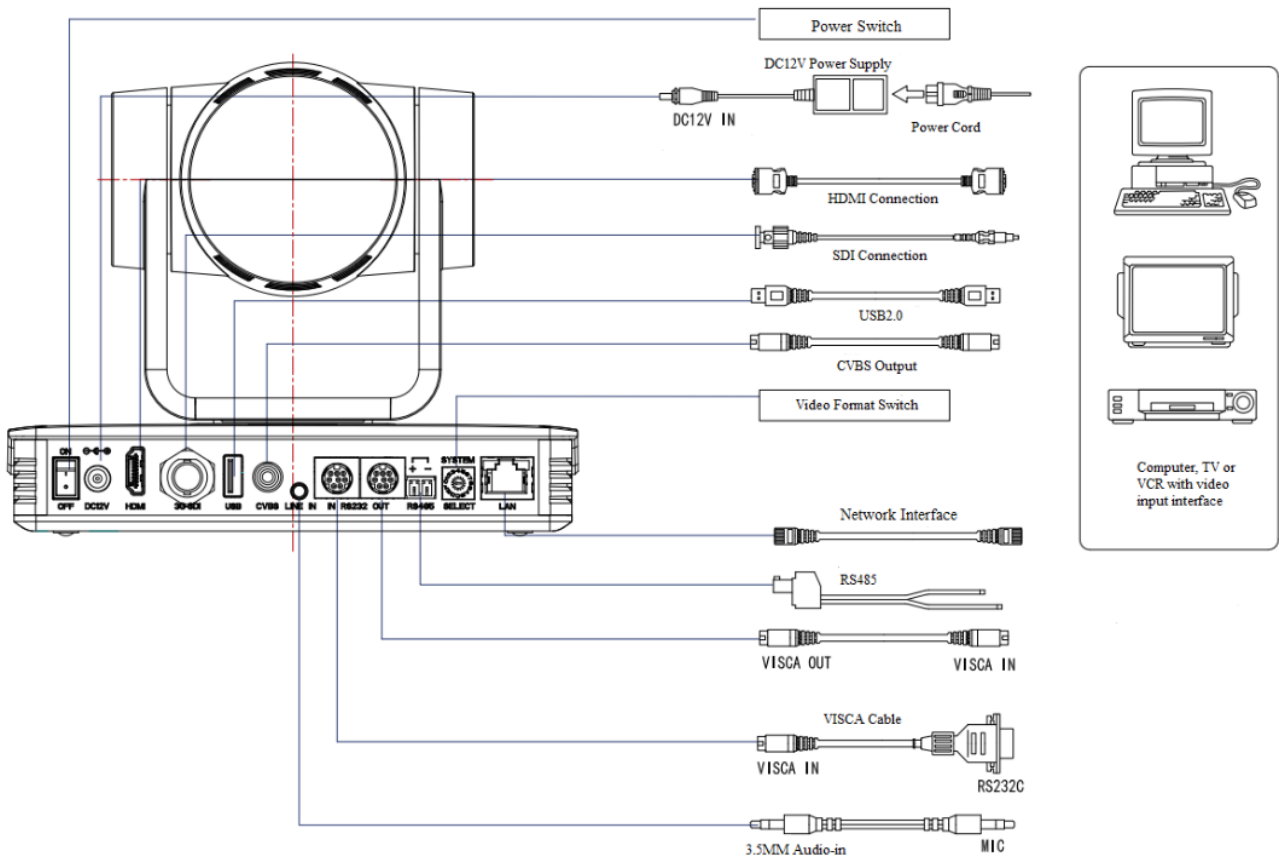 Power Switch
DC12V Power Supply
DC12V IN
Power Cord
HDMI Connection
SDI Connection
USB2.0
CVBS Output
Video Format Switch
ON
OFF
DC12V
HDMI
3G-SDI
USB
CVBS
LINE IN
IN RS232 OUT
+ -
RS485
SYSTEM
SELECT
LAN
Computer, TV or
VCR with video
input interface
Network Interface
RS485
VISCA OUT
VISCA IN
VISCA Cable
VISCA IN
RS232C
3.5MM Audio-in
MIC